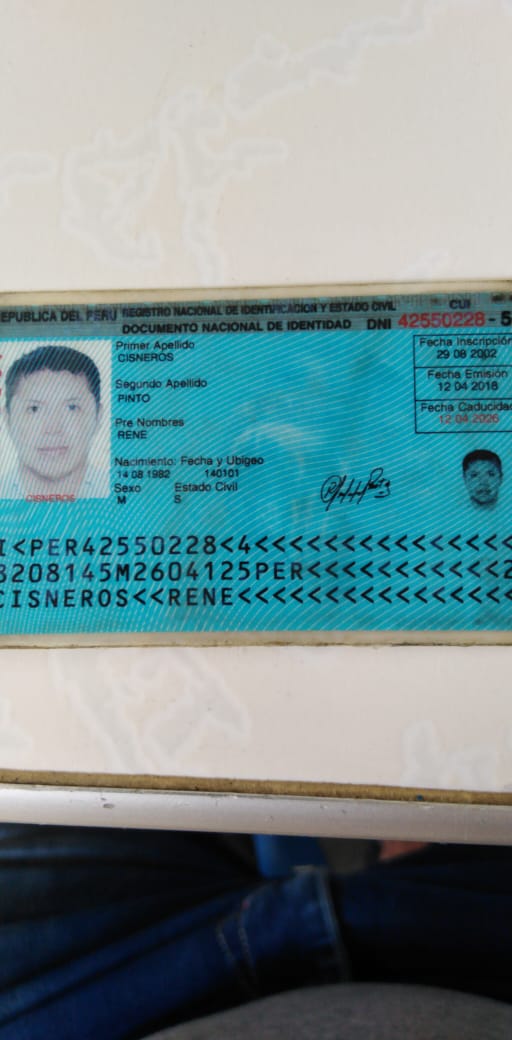 REPUBLICA DEL PERU REGISTRO NACIONAL DE IDENTIFICACION Y ESTADO CIVIL CUI
DOCUMENTO NACIONAL DE IDENTIDAD DNI 42550228 - 5
Primer Apellido
CISNEROS
Segundo Apellido
PINTO
Pre Nombres
RENE
Nacimiento: Fecha y Ubigeo
14 08 1982 140101
Sexo Estado Civil
M S
Fecha Inscripción
29 08 2002
Fecha Emisión
12 04 2018
Fecha Caducidad
12 04 2026
CISNEROS
I<PER42550228<4<<<<<<<<<<<<<<<
8208145M2604125PER<<<<<<<<<<<2
CISNEROS<<RENE<<<<<<<<<<<<<<<<